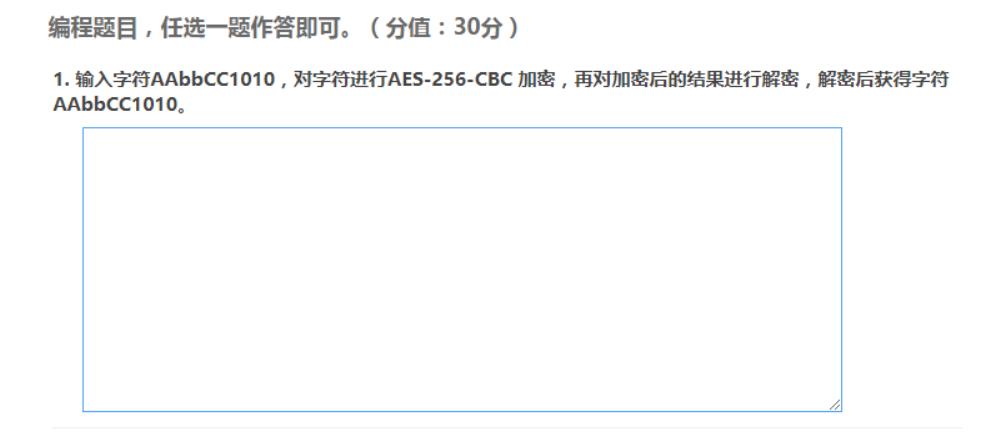 编程题目，任选一题作答即可。（分值：30分）
1. 输入字符AAbbCC1010，对字符进行AES-256-CBC 加密，再对加密后的结果进行解密，解密后获得字符
AAbbCC1010。